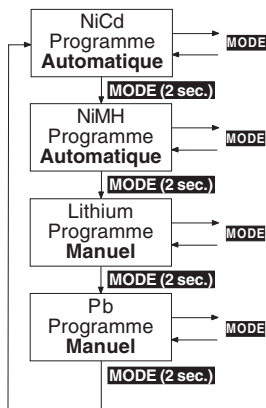 NiCd
Programme
Automatique
MODE
MODE (2 sec.)
NiMH
Programme
Automatique
MODE
MODE (2 sec.)
Lithium
Programme
Manuel
MODE
MODE (2 sec.)
Pb
Programme
Manuel
MODE
MODE (2 sec.)